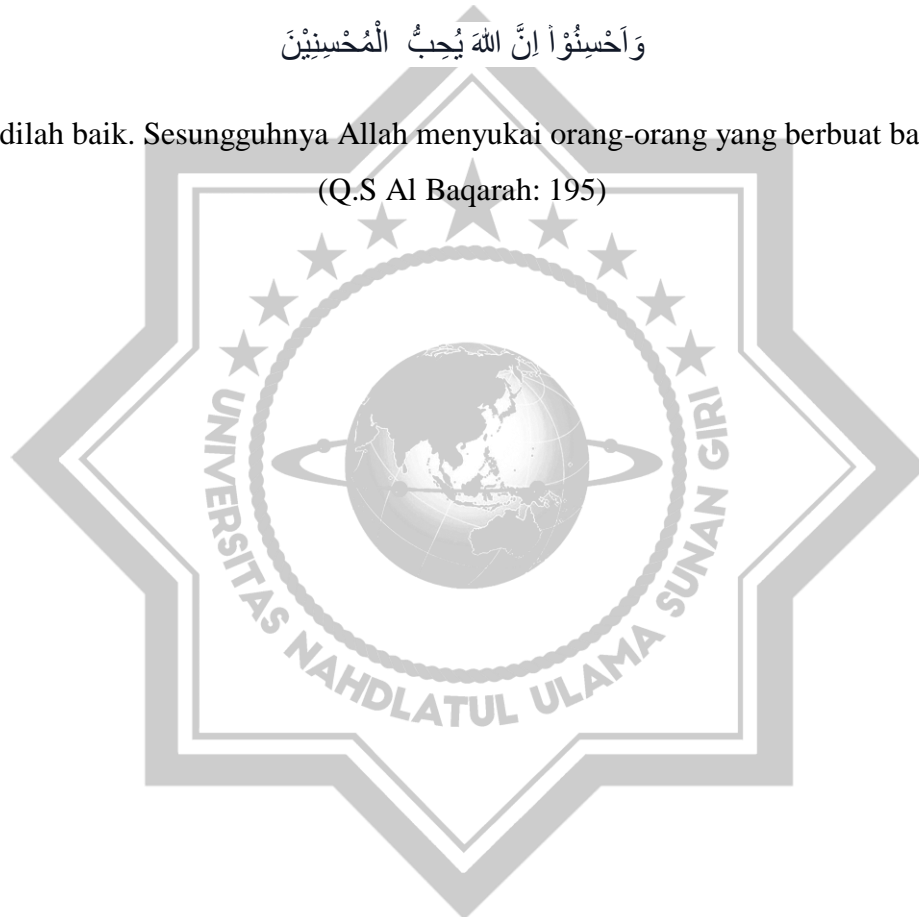 وَاَحْسِنُوْاۛ اِنَّ اللهَ يُحِبُّ الْمُحْسِنِيْنَ
dilah baik. Sesungguhnya Allah menyukai orang-orang yang berbuat ba
(Q.S Al Baqarah: 195)
UNIVERSITAS NAHDLATUL ULAMA SUNAN GIRI